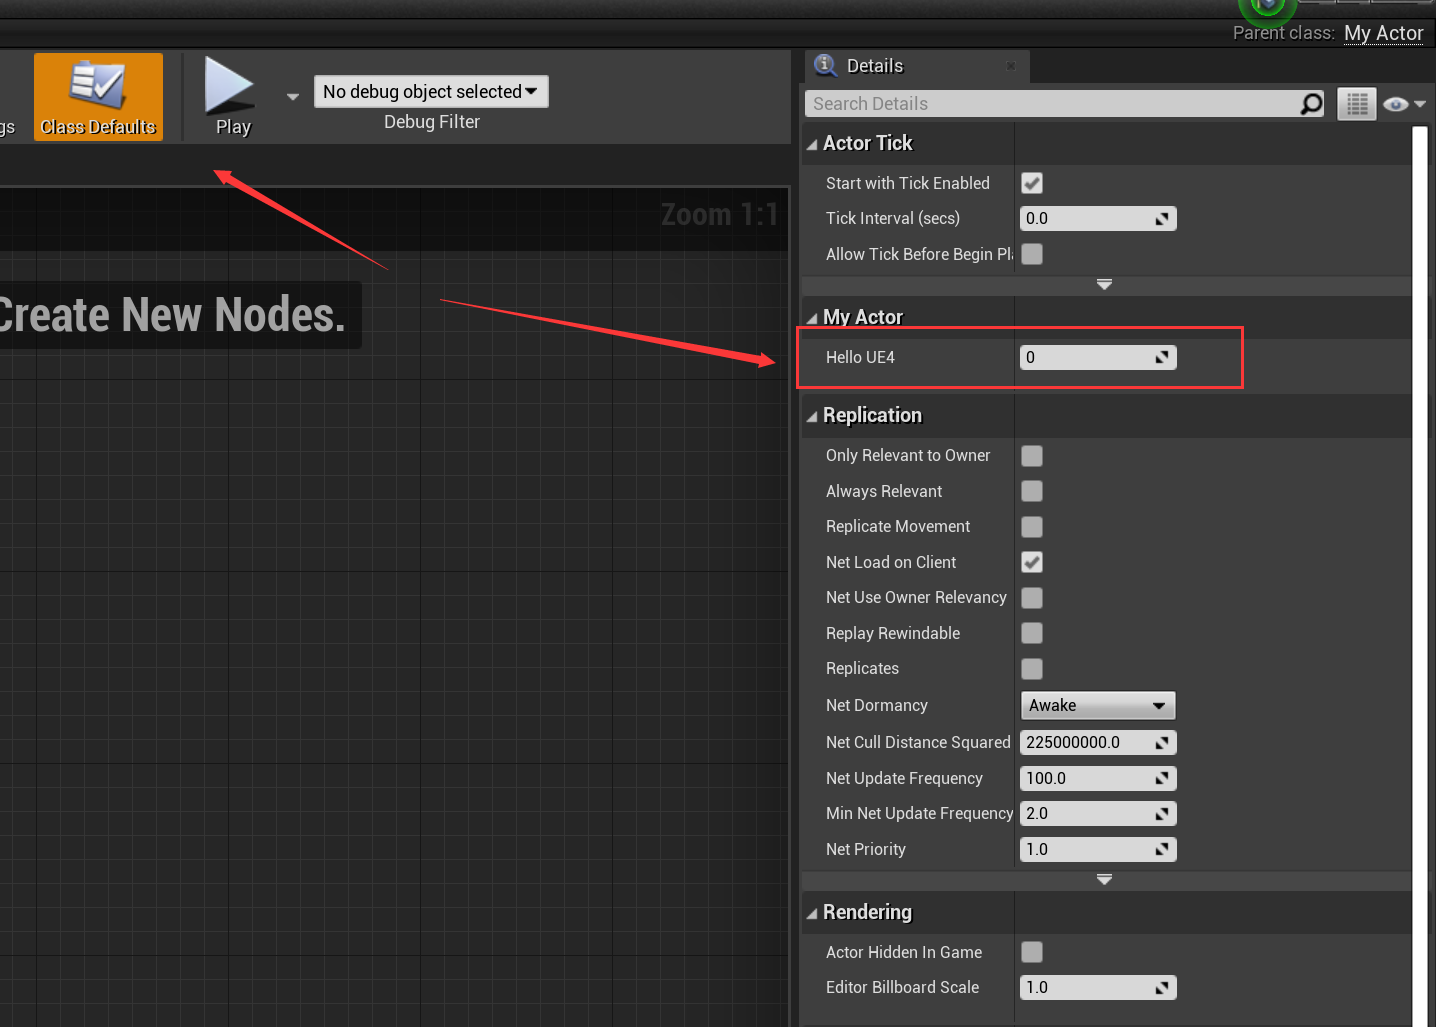 Parent class: My Actor
gs
Class Defaults
Play
No debug object selected
Debug Filter
Zoom 1:1
Create New Nodes.
Details
Search Details
Actor Tick
Start with Tick Enabled
Tick Interval (secs) 0.0
Allow Tick Before Begin Pla
My Actor
Hello UE4 0
Replication
Only Relevant to Owner
Always Relevant
Replicate Movement
Net Load on Client
Net Use Owner Relevancy
Replay Rewindable
Replicates
Net Dormancy Awake
Net Cull Distance Squared 225000000.0
Net Update Frequency 100.0
Min Net Update Frequency 2.0
Net Priority 1.0
Rendering
Actor Hidden In Game
Editor Billboard Scale 1.0